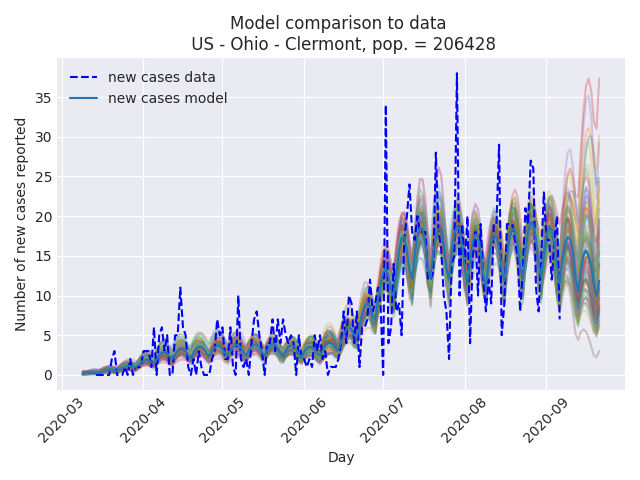 Model comparison to data
US - Ohio - Clermont, pop. = 206428
new cases data
new cases model
Number of new cases reported
35
30
25
20
15
10
5
0
2020-03
2020-04
2020-05
2020-06
2020-07
2020-08
2020-09
Day